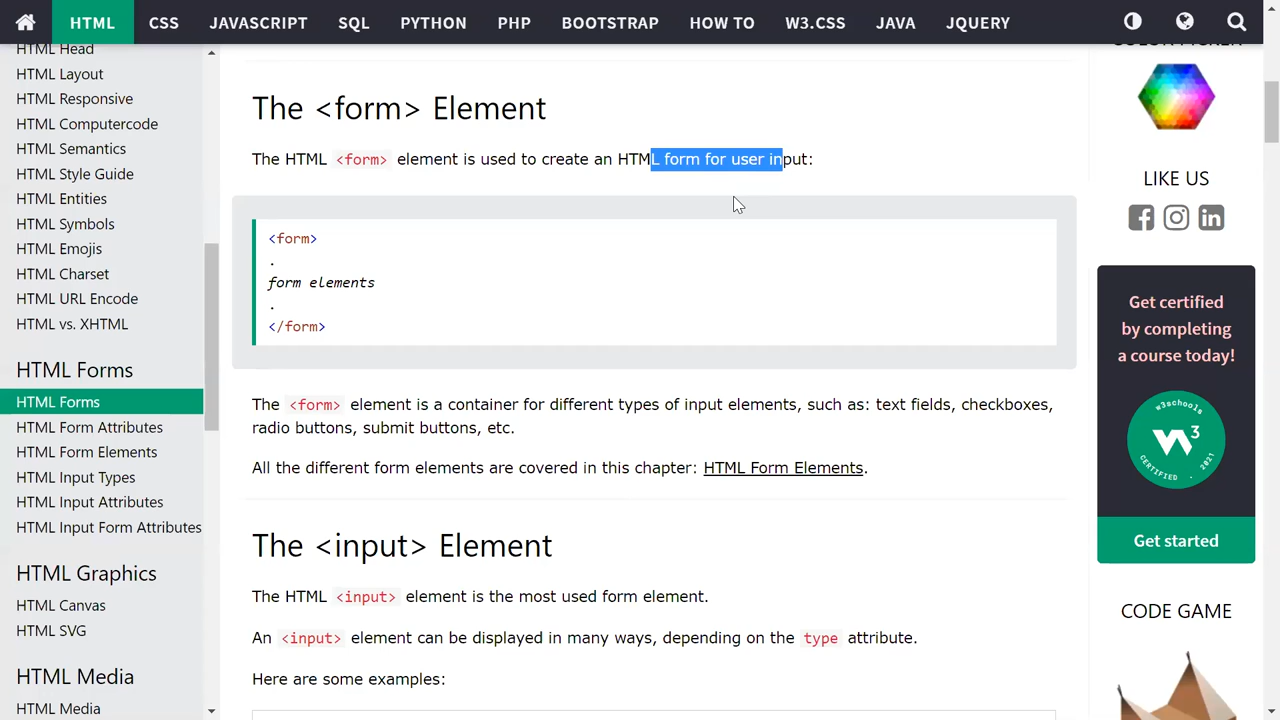 HTML CSS JAVASCRIPT SQL PYTHON PHP BOOTSTRAP HOW TO W3.CSS JAVA JQUERY
HTML Head
HTML Layout
HTML Responsive
HTML Computercode
HTML Semantics
HTML Style Guide
HTML Entities
HTML Symbols
HTML Emojis
HTML Charset
HTML URL Encode
HTML vs. XHTML
HTML Forms
HTML Forms
HTML Form Attributes
HTML Form Elements
HTML Input Types
HTML Input Attributes
HTML Input Form Attributes
HTML Graphics
HTML Canvas
HTML SVG
HTML Media
HTML Media
The <form> Element
The HTML <form> element is used to create an HTML form for user input:
<form>
.
form elements
.
</form>
The <form> element is a container for different types of input elements, such as: text fields, checkboxes,
radio buttons, submit buttons, etc.
All the different form elements are covered in this chapter: HTML Form Elements.
The <input> Element
The HTML <input> element is the most used form element.
An <input> element can be displayed in many ways, depending on the type attribute.
Here are some examples:
COLOR PICKER
LIKE US
Get certified
by completing
a course today!
w3schools
W3
CERTIFIED . 2021
Get started
CODE GAME